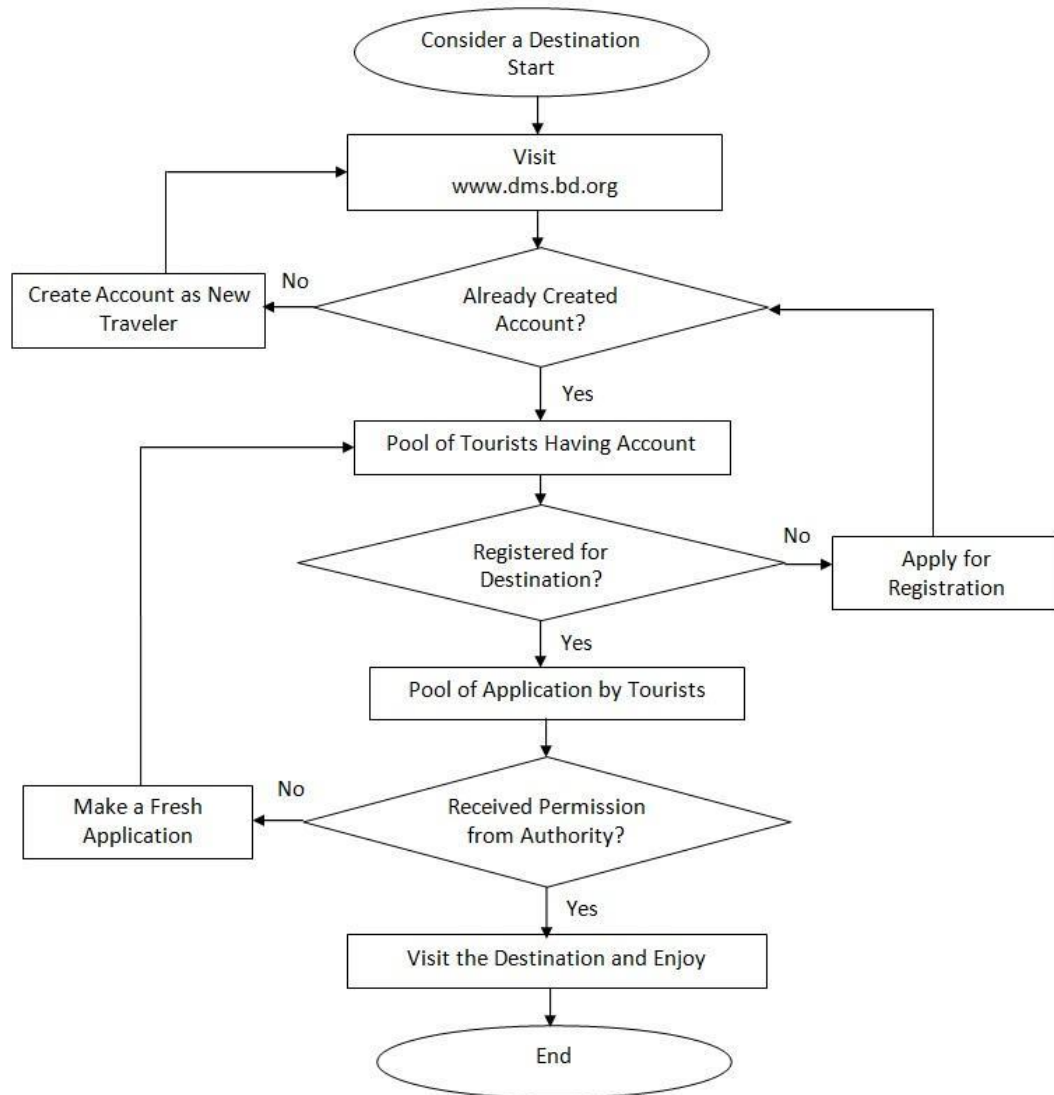 Consider a Destination
Start
Visit
www.dms.bd.org
No
Create Account as New
Traveler
Already Created
Account?
Yes
Pool of Tourists Having Account
Registered for
Destination?
No
Apply for
Registration
Yes
Pool of Application by Tourists
No
Make a Fresh
Application
Received Permission
from Authority?
Yes
Visit the Destination and Enjoy
End